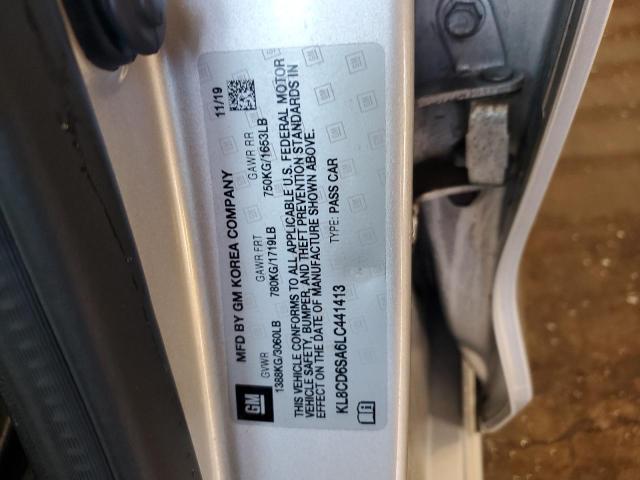 MFD BY GM KOREA COMPANY 11/19
GVWR GAWR FRT GAWR RR
1388KG/3060LB 780KG/1719LB 750KG/1653LB
THIS VEHICLE CONFORMS TO ALL APPLICABLE U.S. FEDERAL MOTOR
VEHICLE SAFETY, BUMPER, AND THEFT PREVENTION STANDARDS IN
EFFECT ON THE DATE OF MANUFACTURE SHOWN ABOVE.
KL8CD6SA6LC441413 TYPE: PASS CAR
GM